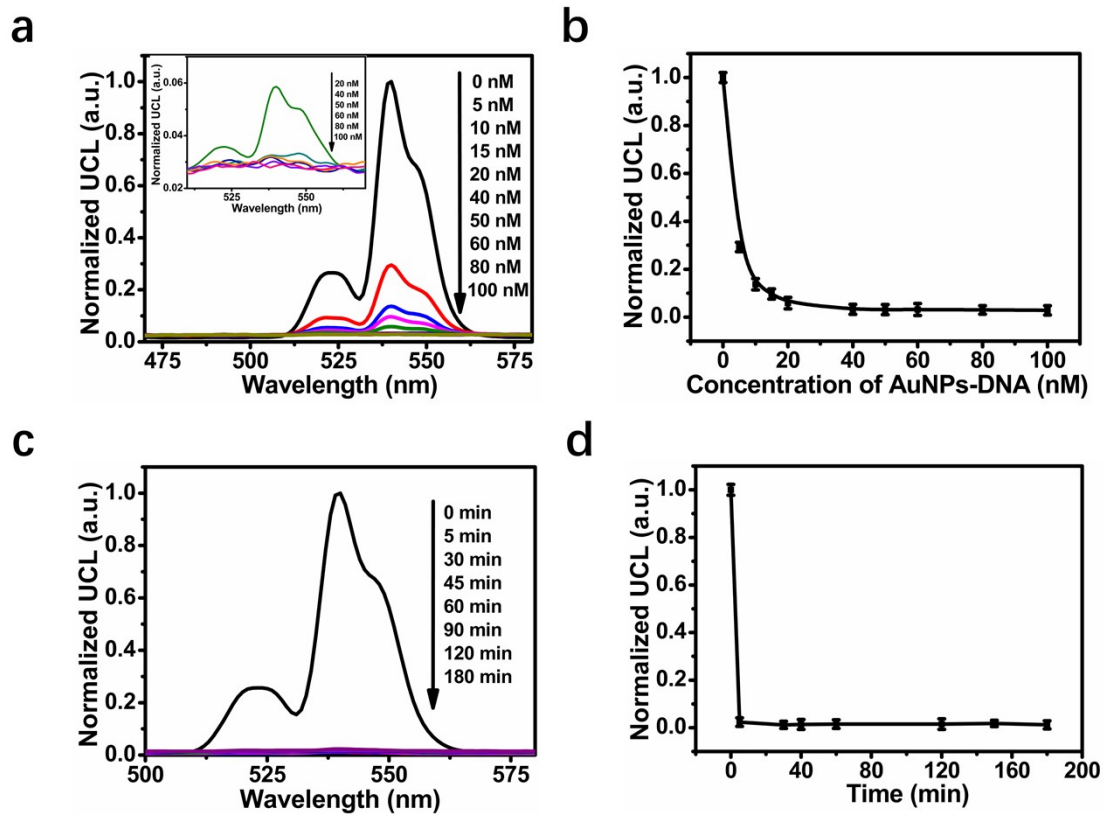 a
Normalized UCL (a.u.)
1.0
0.8
0.6
0.4
0.2
0.0
475
500
525
550
575
Wavelength (nm)
0 nM
5 nM
10 nM
15 nM
20 nM
40 nM
50 nM
60 nM
80 nM
100 nM
Normalized UCL (a.u.)
0.06
0.04
0.02
525
550
Wavelength (nm)
20 nM
40 nM
50 nM
60 nM
80 nM
100 nM
b
Normalized UCL (a.u.)
1.0
0.8
0.6
0.4
0.2
0.0
0
20
40
60
80
100
Concentration of AuNPs-DNA (nM)
c
Normalized UCL (a.u.)
1.0
0.8
0.6
0.4
0.2
0.0
500
525
550
575
Wavelength (nm)
0 min
5 min
30 min
45 min
60 min
90 min
120 min
180 min
d
Normalized UCL (a.u.)
1.0
0.8
0.6
0.4
0.2
0.0
0
40
80
120
160
200
Time (min)